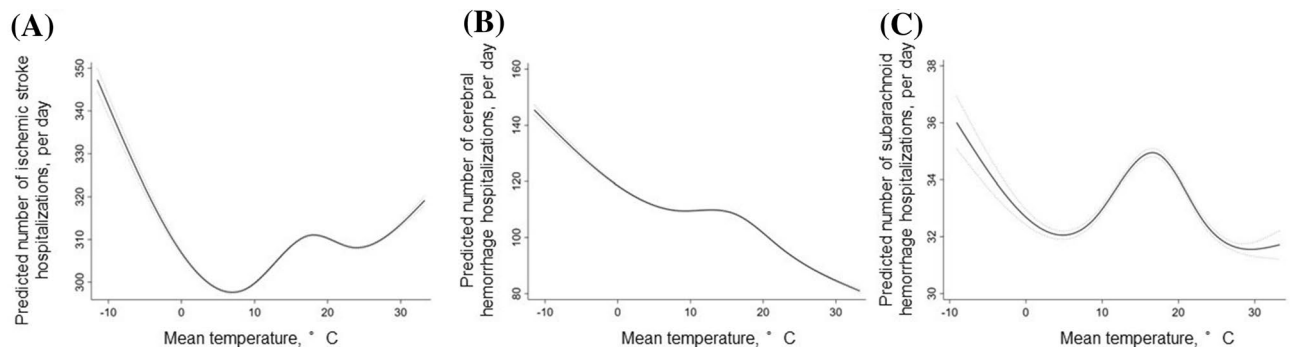 (A)
Predicted number of ischemic stroke
hospitalizations, per day
350
340
330
320
310
300
-10
0
10
20
30
Mean temperature, ° C
(B)
Predicted number of cerebral
hemorrhage hospitalizations, per day
160
140
120
100
80
-10
0
10
20
30
Mean temperature, ° C
(C)
Predicted number of subarachnoid
hemorrhage hospitalizations, per day
38
36
34
32
30
-10
0
10
20
30
Mean temperature, ° C